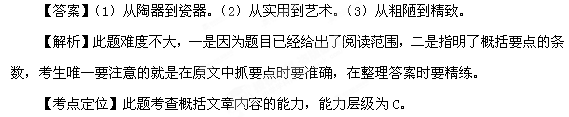 【答案】（1）从陶器到瓷器。（2）从实用到艺术。（3）从粗陋到精致。
【解析】此题难度不大，一是因为题目已经给出了阅读范围，二是指明了概括要点的条
数，考生唯一要注意的就是在原文中抓要点时要准确，在整理答案时要精练。
【考点定位】此题考查概括文章内容的能力，能力层级为 C。